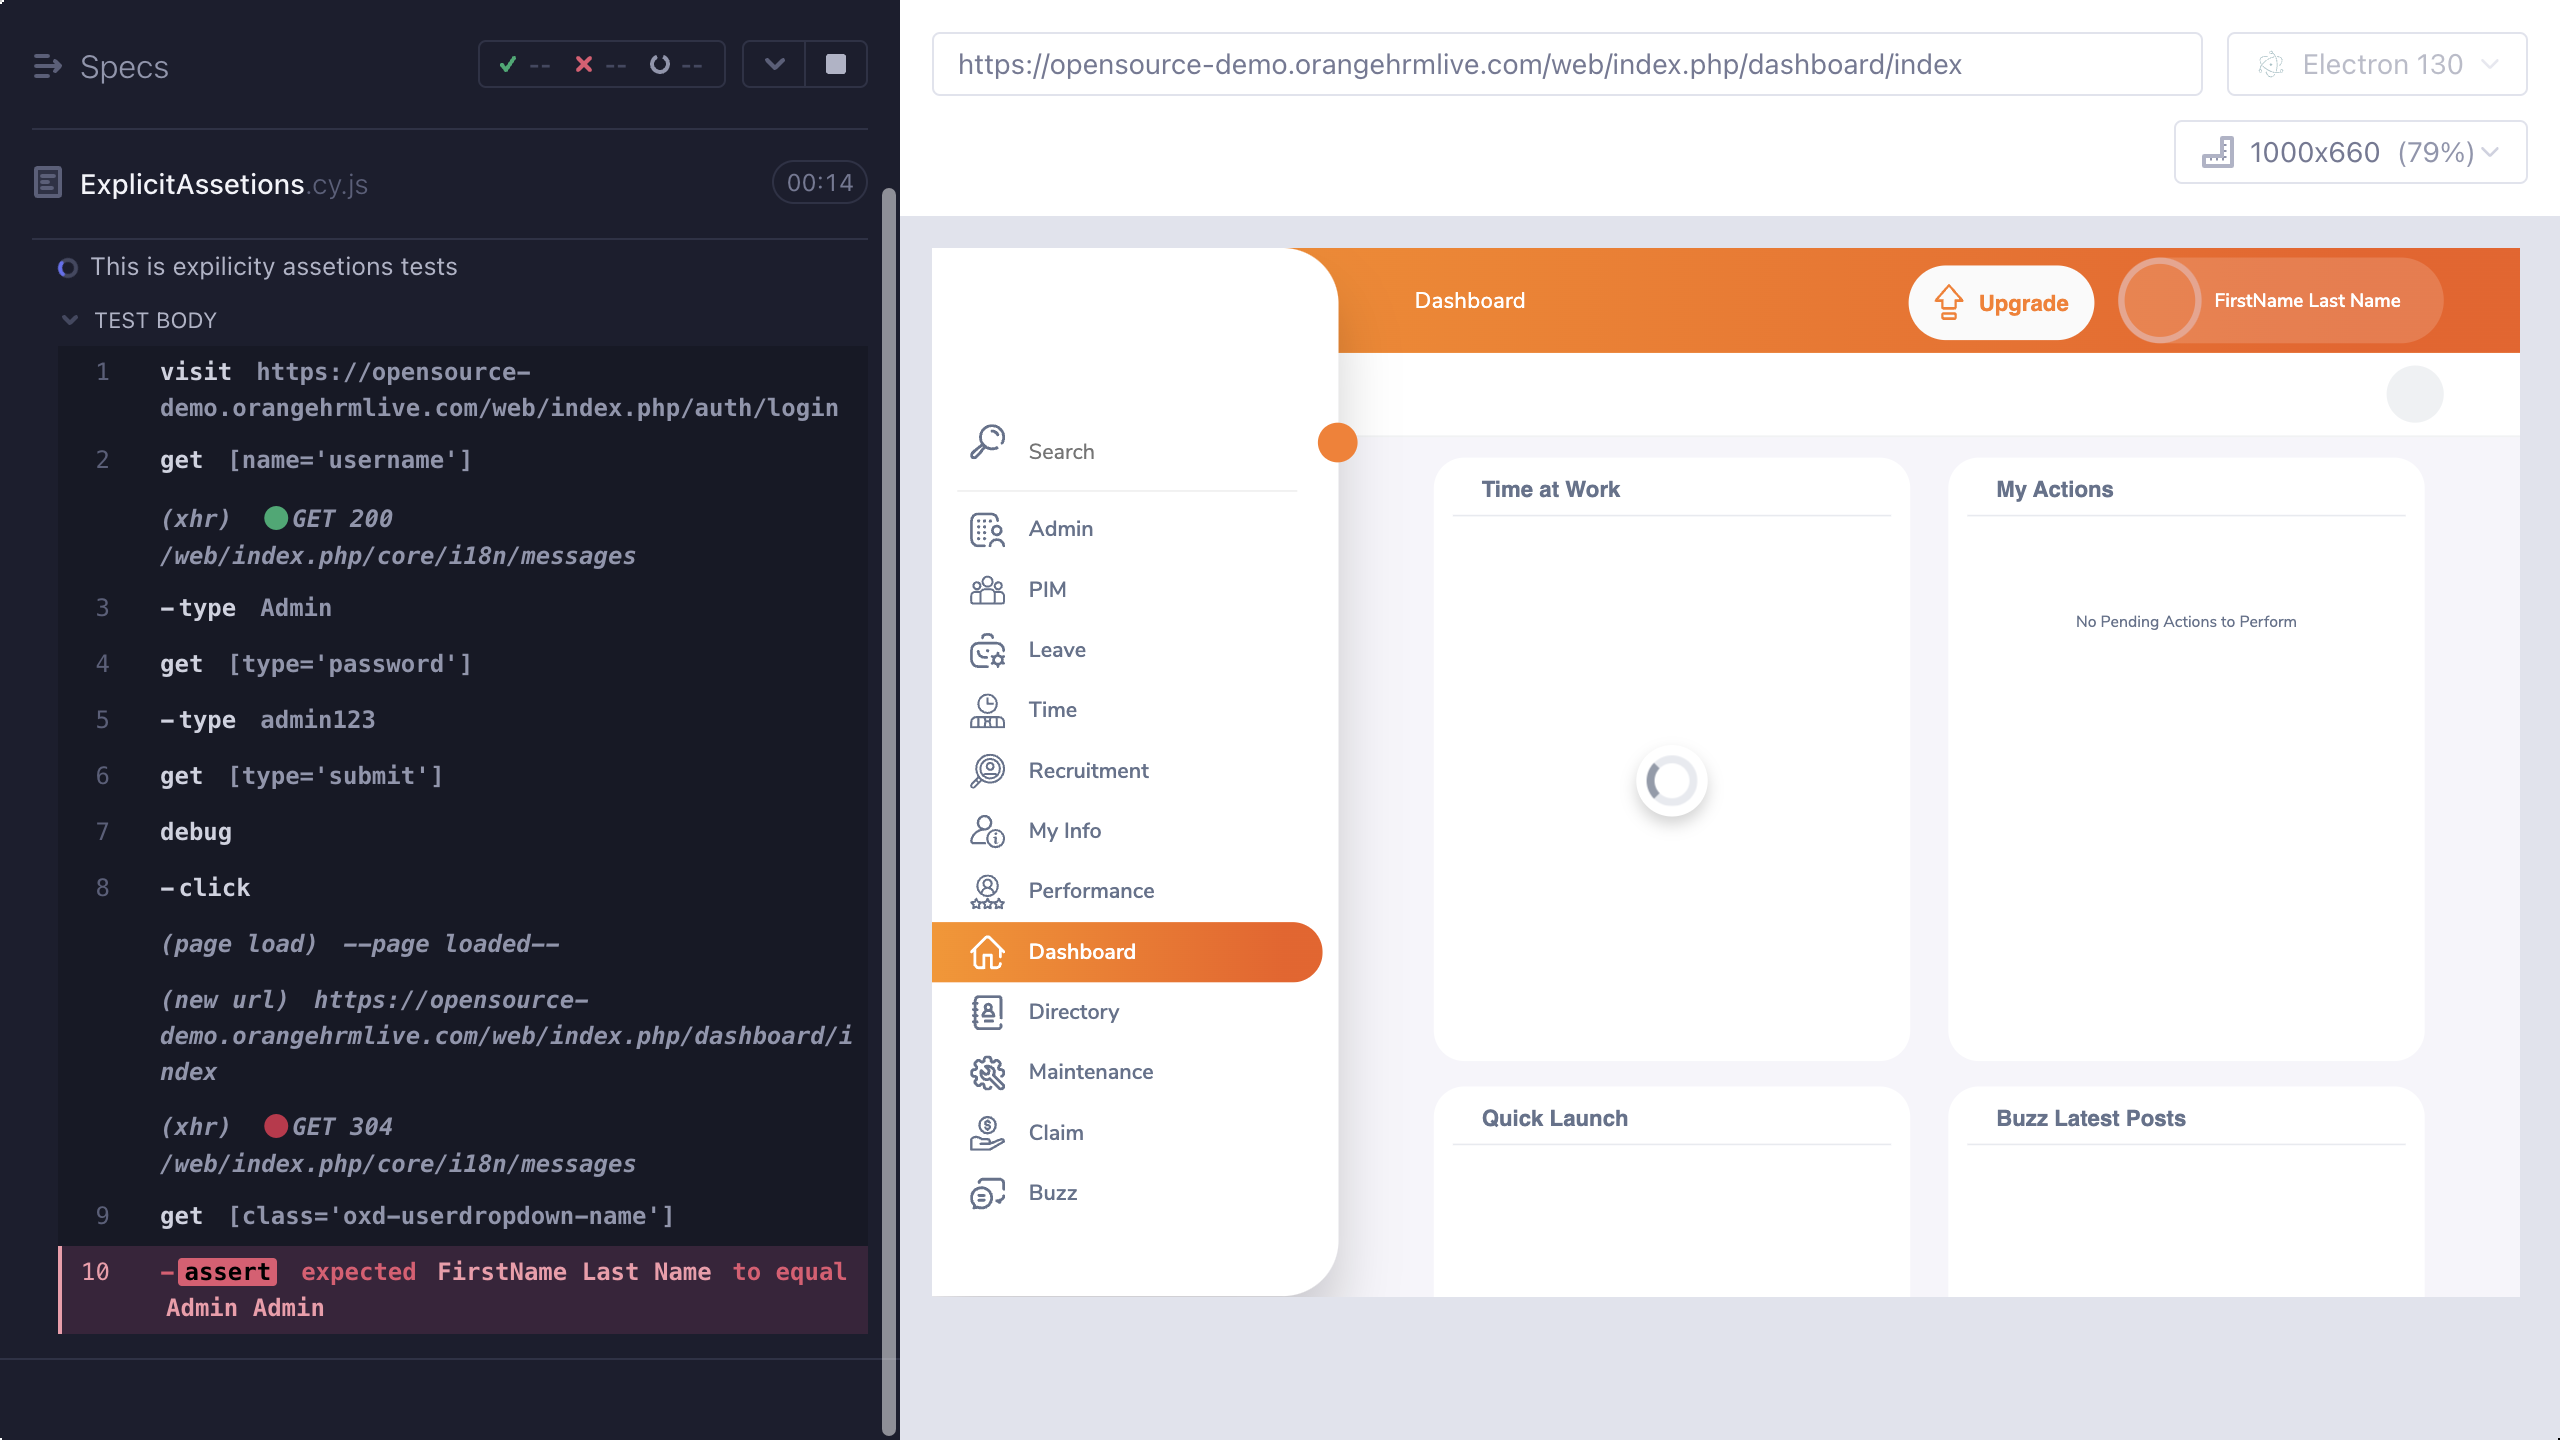 Specs
-- -- --
ExplicitAssetions.cy.js
00:14
This is expilicity assetions tests
TEST BODY
1 visit https://opensource-
demo.orangehrmlive.com/web/index.php/auth/login
2 get [name='username']
(xhr) GET 200
/web/index.php/core/i18n/messages
3 -type Admin
4 get [type='password']
5 -type admin123
6 get [type='submit']
7 debug
8 -click
(page load) --page loaded--
(new url) https://opensource-
demo.orangehrmlive.com/web/index.php/dashboard/i
ndex
(xhr) GET 304
/web/index.php/core/i18n/messages
9 get [class='oxd-userdropdown-name']
10 -assert expected FirstName Last Name to equal
Admin Admin
https://opensource-demo.orangehrmlive.com/web/index.php/dashboard/index
Electron 130
1000x660 (79%)
Search
Admin
PIM
Leave
Time
Recruitment
My Info
Performance
Dashboard
Directory
Maintenance
Claim
Buzz
Dashboard
Upgrade
FirstName Last Name
Time at Work
My Actions
No Pending Actions to Perform
Quick Launch
Buzz Latest Posts